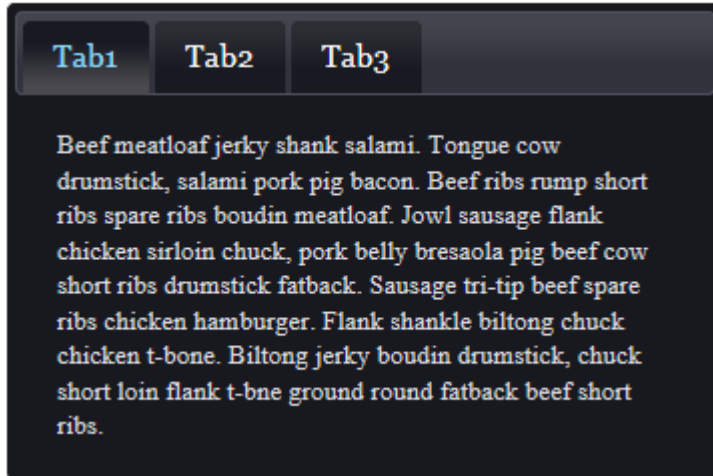 Tab1 Tab2 Tab3
Beef meatloaf jerky shank salami. Tongue cow
drumstick, salami pork pig bacon. Beef ribs rump short
ribs spare ribs boudin meatloaf. Jowl sausage flank
chicken sirloin chuck, pork belly bresaola pig beef cow
short ribs drumstick fatback. Sausage tri-tip beef spare
ribs chicken hamburger. Flank shankle biltong chuck
chicken t-bone. Biltong jerky boudin drumstick, chuck
short loin flank t-bne ground round fatback beef short
ribs.